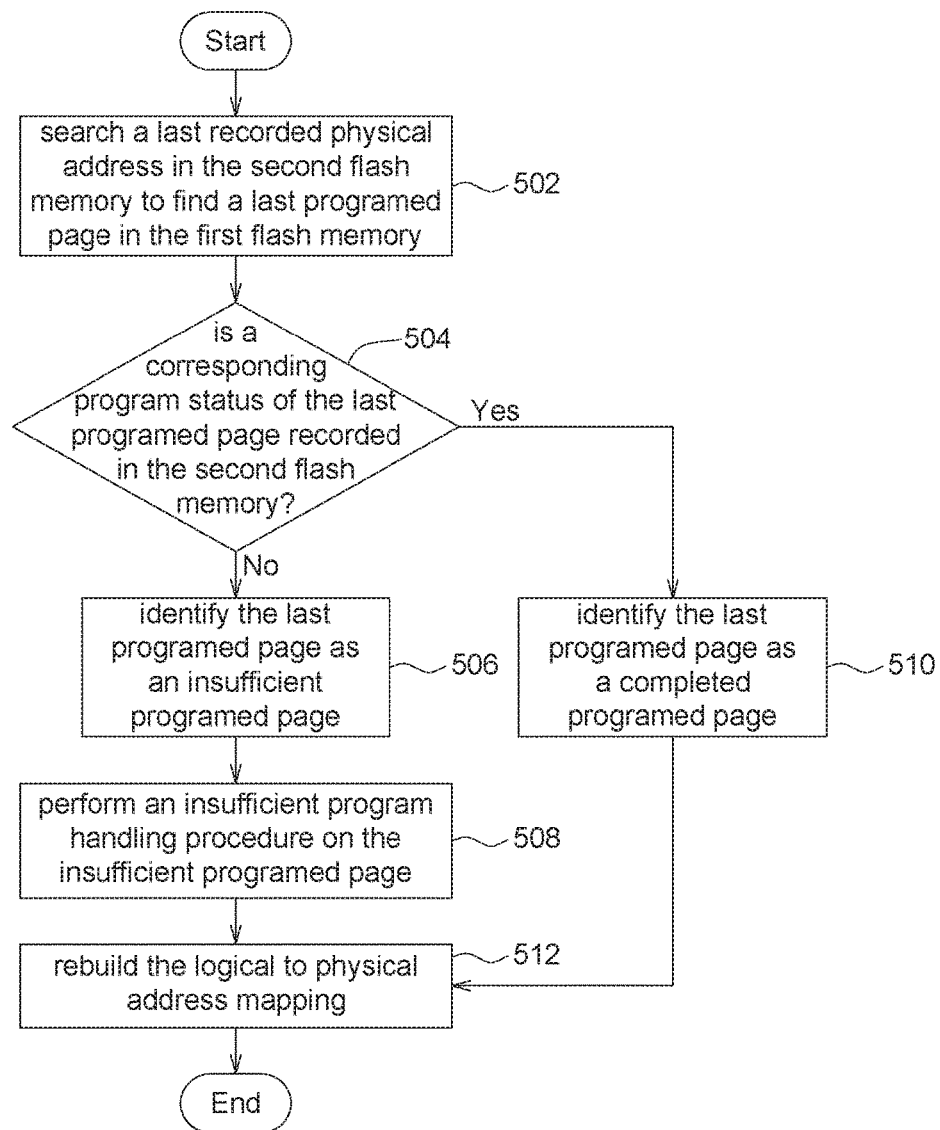 Start
search a last recorded physical
address in the second flash
memory to find a last programed
page in the first flash memory
502
is a
corresponding
program status of the last
programed page recorded
in the second flash
memory?
504
Yes
No
identify the last
programed page as
an insufficient
programed page
506
identify the last
programed page as
a completed
programed page
510
perform an insufficient program
handling procedure on the
insufficient programed page
508
rebuild the logical to physical
address mapping
512
End